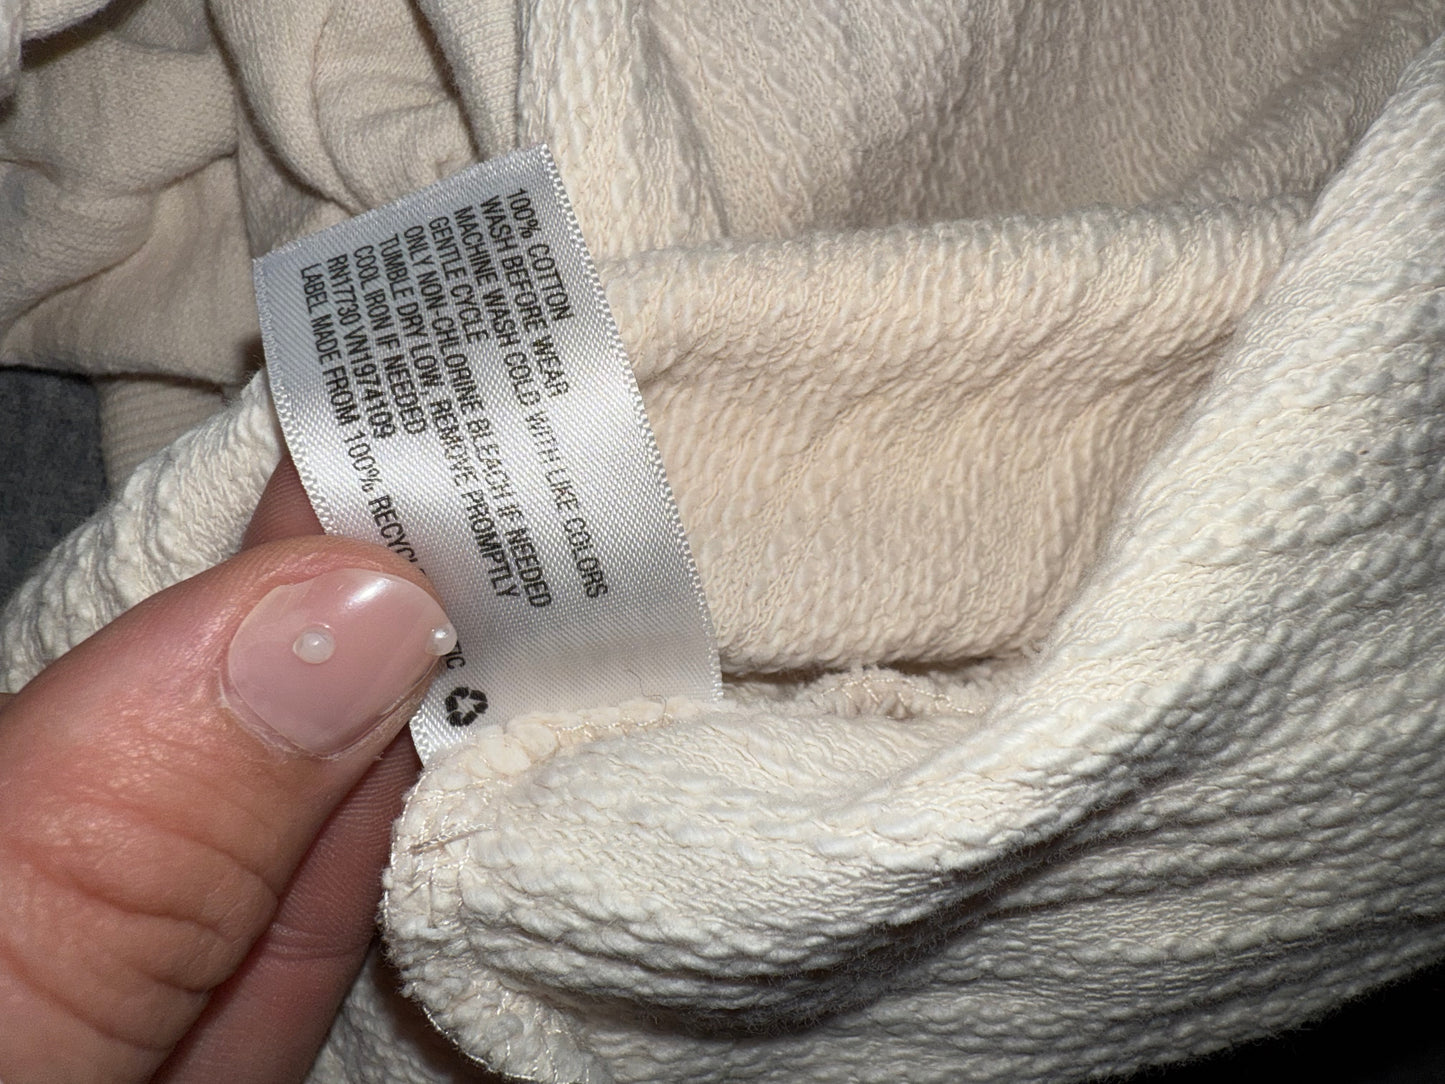 100% COTTON
WASH BEFORE WEAR
MACHINE WASH COLD WITH LIKE COLORS
GENTLE CYCLE
ONLY NON-CHLORINE BLEACH IF NEEDED
TUMBLE DRY LOW, REMOVE PROMPTLY
COOL IRON IF NEEDED
RN17730 VN1974109
LABEL MADE FROM 100% RECYC TIC